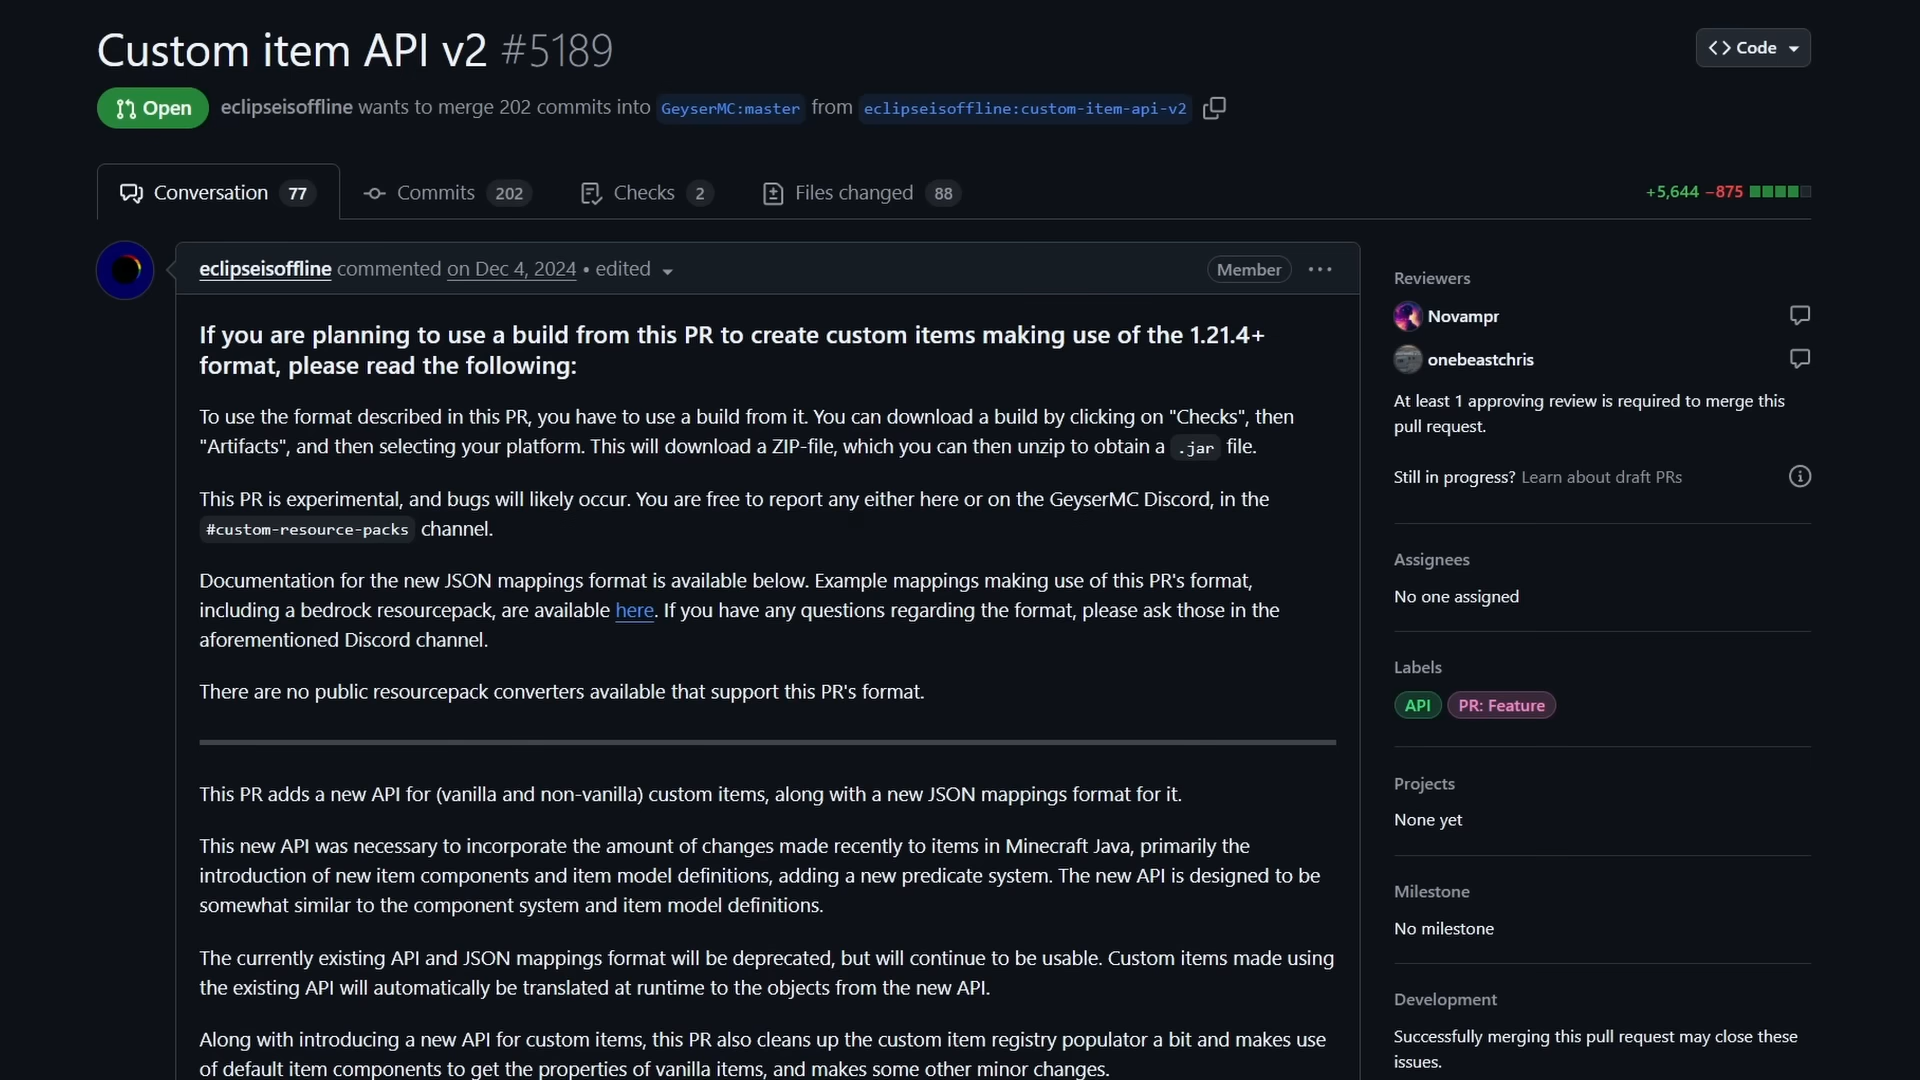 Custom item API v2 #5189
Code
Open
eclipseisoffline wants to merge 202 commits into GeyserMC:master from eclipseisoffline:custom-item-api-v2
Conversation 77
Commits 202
Checks 2
Files changed 88
+5,644 −875
eclipseisoffline commented on Dec 4, 2024 • edited
Member
If you are planning to use a build from this PR to create custom items making use of the 1.21.4+
format, please read the following:
To use the format described in this PR, you have to use a build from it. You can download a build by clicking on "Checks", then
"Artifacts", and then selecting your platform. This will download a ZIP-file, which you can then unzip to obtain a .jar file.
This PR is experimental, and bugs will likely occur. You are free to report any either here or on the GeyserMC Discord, in the
#custom-resource-packs channel.
Documentation for the new JSON mappings format is available below. Example mappings making use of this PR's format,
including a bedrock resourcepack, are available here. If you have any questions regarding the format, please ask those in the
aforementioned Discord channel.
There are no public resourcepack converters available that support this PR's format.
This PR adds a new API for (vanilla and non-vanilla) custom items, along with a new JSON mappings format for it.
This new API was necessary to incorporate the amount of changes made recently to items in Minecraft Java, primarily the
introduction of new item components and item model definitions, adding a new predicate system. The new API is designed to be
somewhat similar to the component system and item model definitions.
The currently existing API and JSON mappings format will be deprecated, but will continue to be usable. Custom items made using
the existing API will automatically be translated at runtime to the objects from the new API.
Along with introducing a new API for custom items, this PR also cleans up the custom item registry populator a bit and makes use
of default item components to get the properties of vanilla items, and makes some other minor changes.
Reviewers
Novampr
onebeastchris
At least 1 approving review is required to merge this
pull request.
Still in progress? Learn about draft PRs
Assignees
No one assigned
Labels
API
PR: Feature
Projects
None yet
Milestone
No milestone
Development
Successfully merging this pull request may close these
issues.